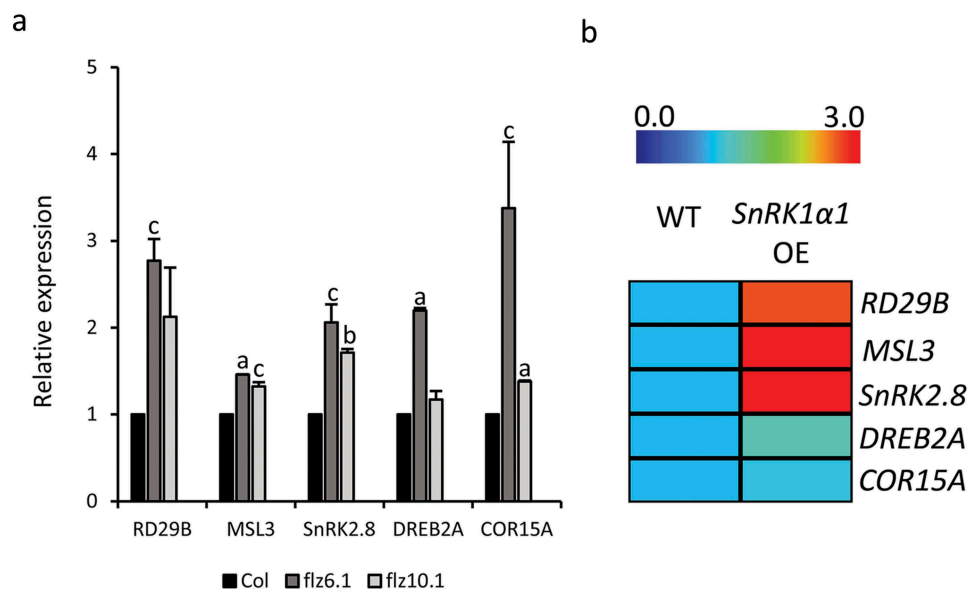 a
5
4
3
2
1
0
Relative expression
c
a
c
c
b
a
c
a
RD29B MSL3 SnRK2.8 DREB2A COR15A
Col flz6.1 flz10.1
b
0.0 3.0
WT SnRK1α1
OE
RD29B
MSL3
SnRK2.8
DREB2A
COR15A